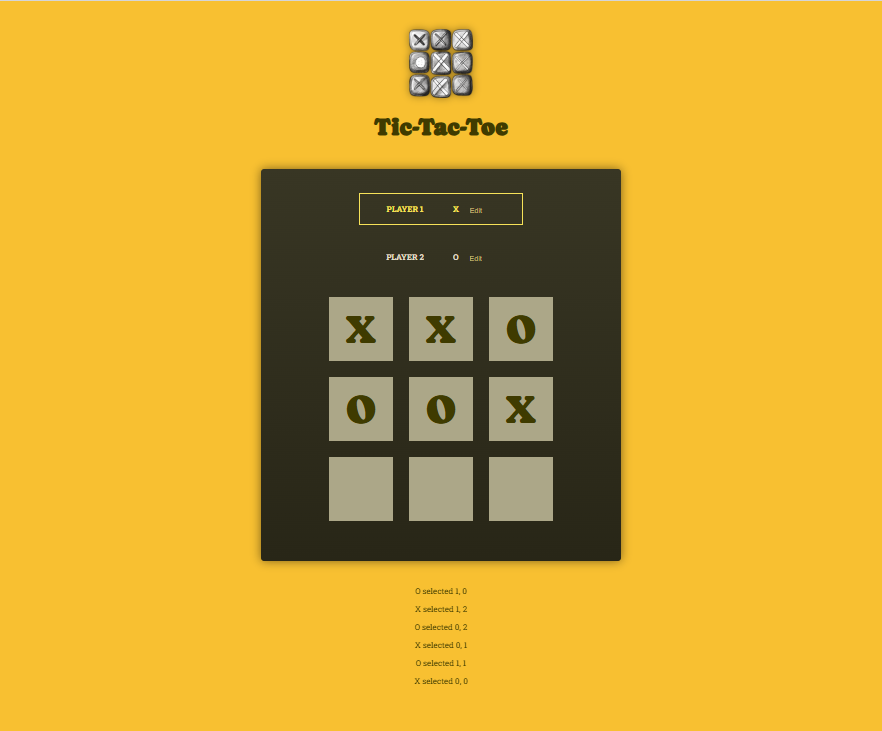 Tic-Tac-Toe
PLAYER 1 X Edit
PLAYER 2 O Edit
X X O
O O X
O selected 1, 0
X selected 1, 2
O selected 0, 2
X selected 0, 1
O selected 1, 1
X selected 0, 0